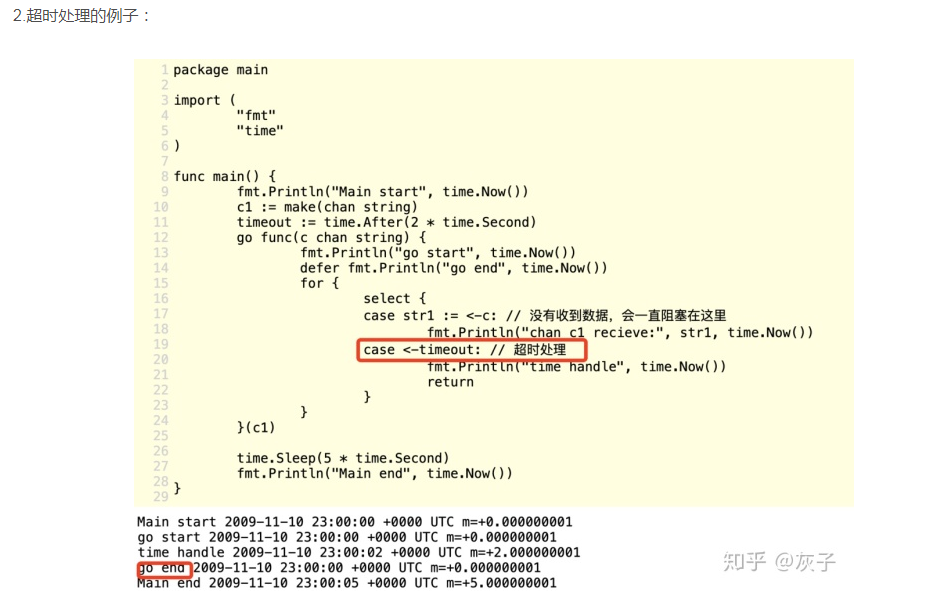 2.超时处理的例子：
1 package main
2
3 import (
4 "fmt"
5 "time"
6 )
7
8 func main() {
9 fmt.Println("Main start", time.Now())
10 c1 := make(chan string)
11 timeout := time.After(2 * time.Second)
12 go func(c chan string) {
13 fmt.Println("go start", time.Now())
14 defer fmt.Println("go end", time.Now())
15 for {
16 select {
17 case str1 := <-c: // 没有收到数据，会一直阻塞在这里
18 fmt.Println("chan c1 recieve:", str1, time.Now())
19 case <-timeout: // 超时处理
20 fmt.Println("time handle", time.Now())
21 return
22 }
23 }
24 }(c1)
25
26 time.Sleep(5 * time.Second)
27 fmt.Println("Main end", time.Now())
28 }
29
Main start 2009-11-10 23:00:00 +0000 UTC m=+0.000000001
go start 2009-11-10 23:00:00 +0000 UTC m=+0.000000001
time handle 2009-11-10 23:00:02 +0000 UTC m=+2.000000001
go end 2009-11-10 23:00:00 +0000 UTC m=+0.000000001
Main end 2009-11-10 23:00:05 +0000 UTC m=+5.000000001
知乎 @灰子